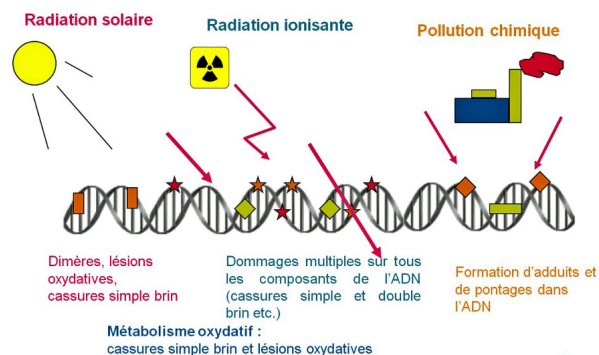 Radiation solaire
Radiation ionisante
Pollution chimique
Dimères, lésions
oxydatives,
cassures simple brin
Dommages multiples sur tous
les composants de l'ADN
(cassures simple et double
brin etc.)
Formation d'adduits et
de pontages dans
l'ADN
Métabolisme oxydatif :
cassures simple brin et lésions oxydatives